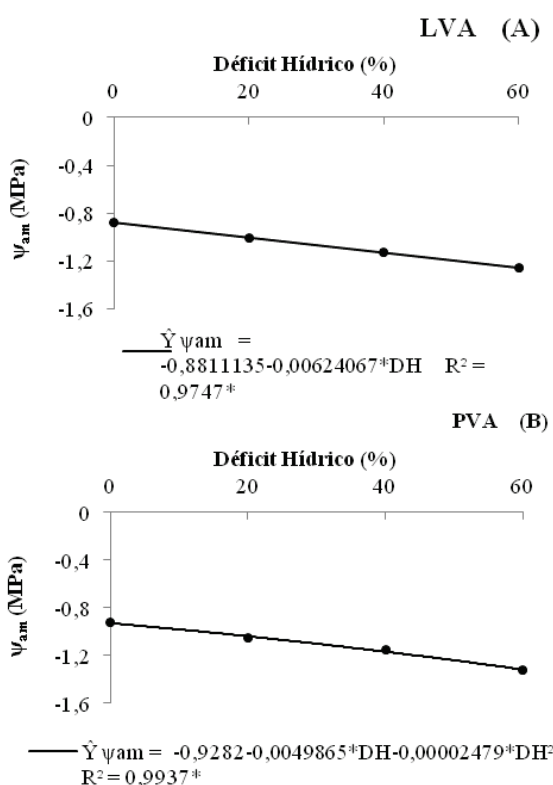 LVA (A)
Déficit Hídrico (%)
0 20 40 60
0
-0,4
-0,8
-1,2
-1,6
Ψam (MPa)
Ŷ ψam =
-0,8811135-0,00624067*DH R² =
0,9747*
PVA (B)
Déficit Hídrico (%)
0 20 40 60
0
-0,4
-0,8
-1,2
-1,6
Ψam (MPa)
Ŷ ψam = -0,9282-0,0049865*DH-0,00002479*DH²
R² = 0,9937*